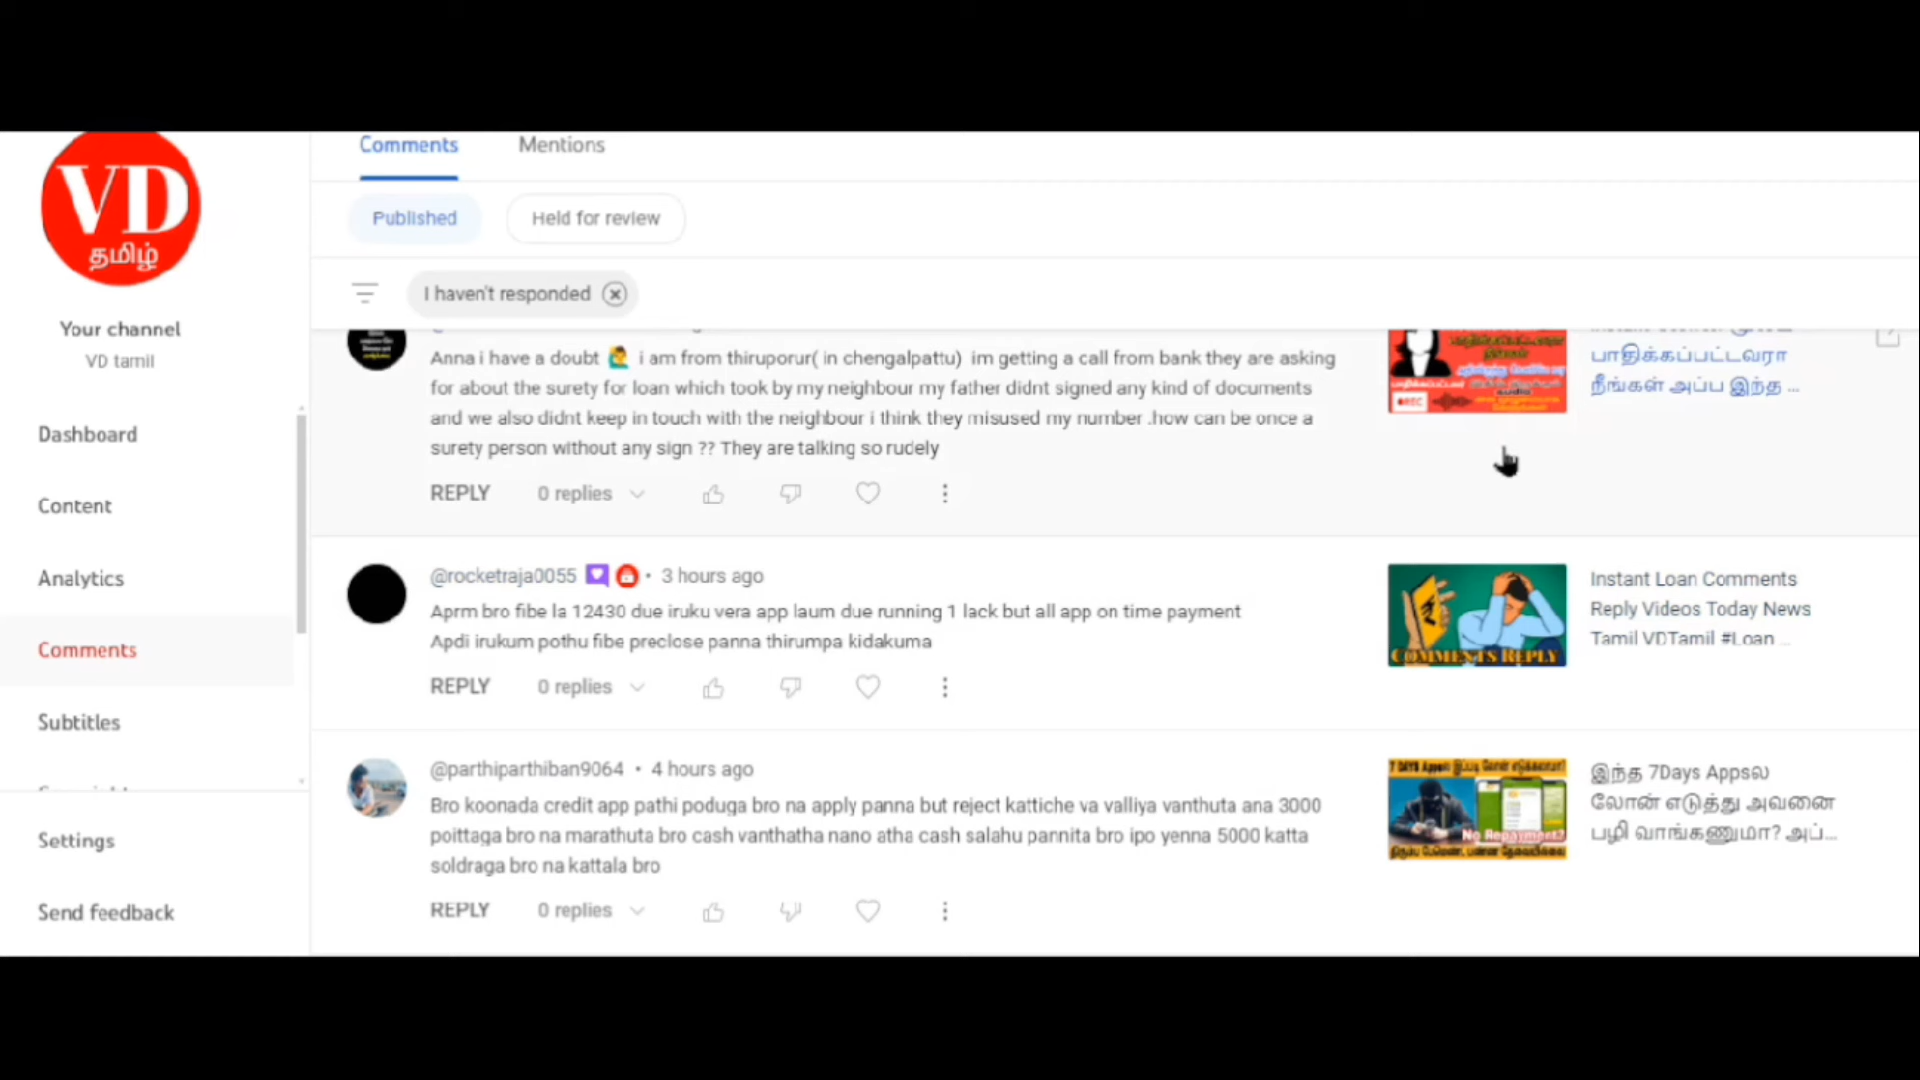 VD
தமிழ்
Your channel
VD tamil
Dashboard
Content
Analytics
Comments
Subtitles
Settings
Send feedback
Comments
Mentions
Published
Held for review
I haven't responded
Anna i have a doubt 🙋‍♂️ i am from thiruporur( in chengalpattu) im getting a call from bank they are asking
for about the surety for loan which took by my neighbour my father didnt signed any kind of documents
and we also didnt keep in touch with the neighbour i think they misused my number .how can be once a
surety person without any sign ?? They are talking so rudely
REPLY 0 replies
பாதிக்கப்பட்டவரா
நீங்கள் அப்ப இந்த ...
REC
@rocketraja0055 • 3 hours ago
Aprm bro fibe la 12430 due iruku vera app laum due running 1 lack but all app on time payment
Apdi irukum pothu fibe preclose panna thirumpa kidakuma
REPLY 0 replies
COMMENTS REPLY
Instant Loan Comments
Reply Videos Today News
Tamil VDTamil #Loan ...
@parthiparthiban9064 • 4 hours ago
Bro koonada credit app pathi poduga bro na apply panna but reject kattiche va valliya vanthuta ana 3000
poittaga bro na marathuta bro cash vanthatha nano atha cash salahu pannita bro ipo yenna 5000 katta
soldraga bro na kattala bro
REPLY 0 replies
7 DAYS Appல இப்படி லோன் எடுக்கலாமா?
No Repayment?
இந்த 7Days Appsல
லோன் எடுத்து அவனை
பழி வாங்கணுமா? அப்...